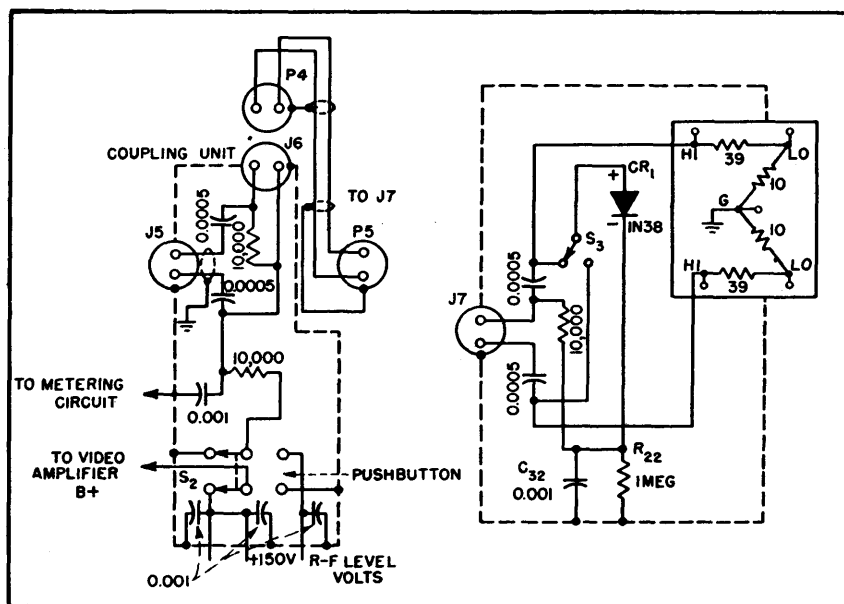 P4
J6
COUPLING UNIT
TO J7
J5
0.0005
10,000
0.0005
P5
10,000
TO METERING
CIRCUIT
0.001
TO VIDEO
AMPLIFIER
B+
S2
PUSHBUTTON
0.001
+150V
R-F LEVEL
VOLTS
CR1
+
-
IN38
S3
0.0005
J7
10,000
0.0005
C32
0.001
R22
1MEG
HI
39
LO
10
G
10
HI
39
LO